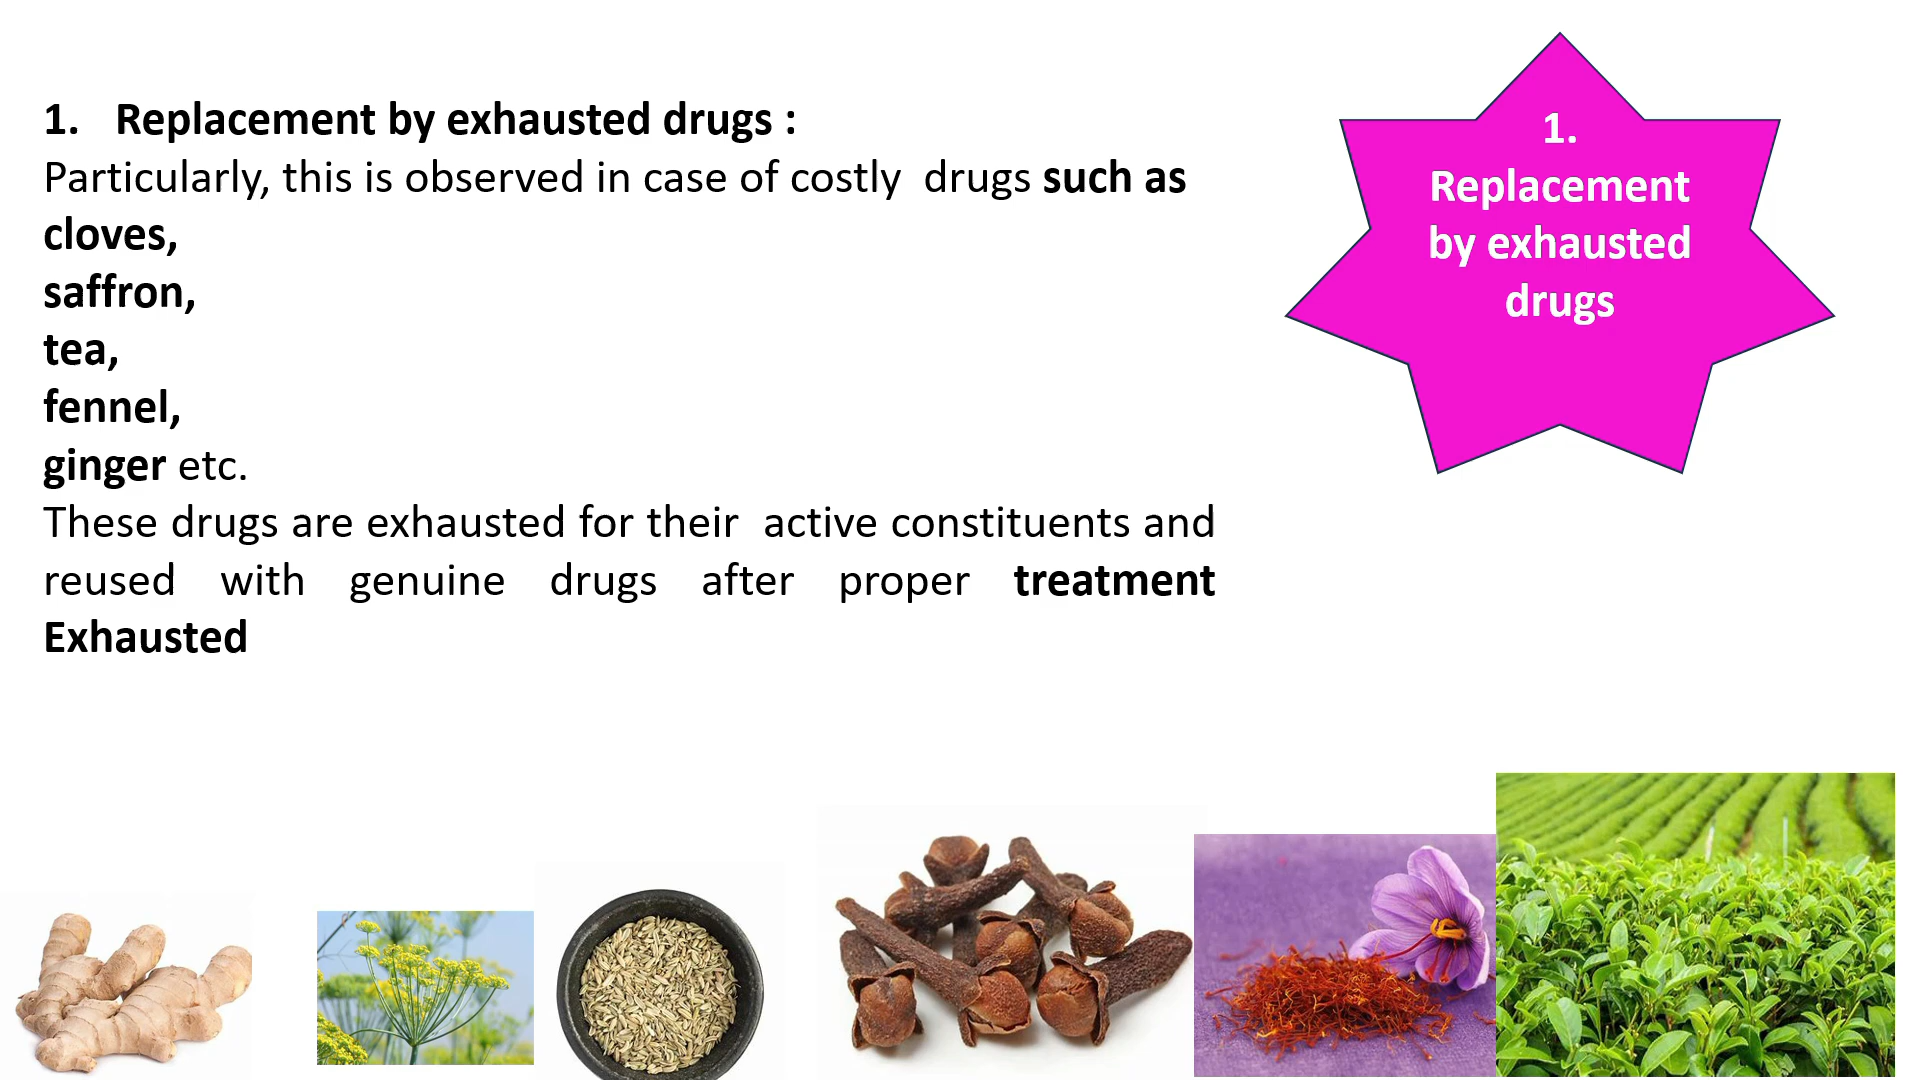 1. Replacement by exhausted drugs :
Particularly, this is observed in case of costly drugs such as
cloves,
saffron,
tea,
fennel,
ginger etc.
These drugs are exhausted for their active constituents and
reused with genuine drugs after proper treatment
Exhausted
1.
Replacement
by exhausted
drugs